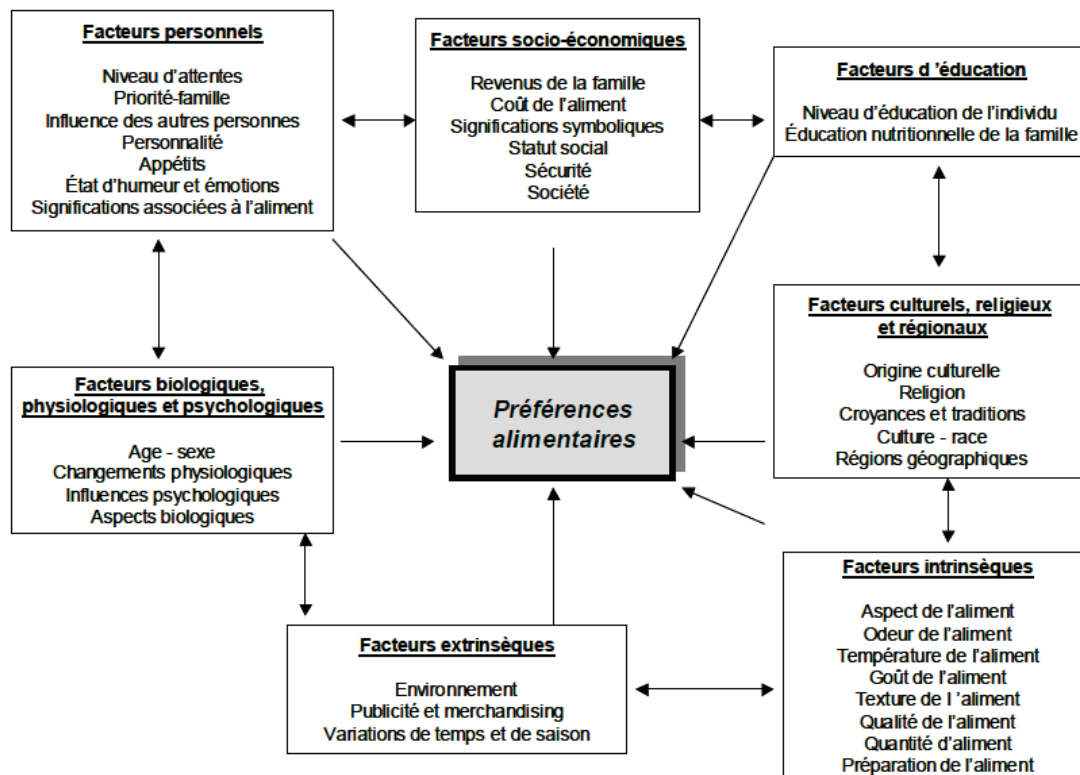 Facteurs personnels
Niveau d'attentes
Priorité-famille
Influence des autres personnes
Personnalité
Appétits
État d'humeur et émotions
Significations associées à l'aliment
Facteurs socio-économiques
Revenus de la famille
Coût de l'aliment
Significations symboliques
Statut social
Sécurité
Société
Facteurs d 'éducation
Niveau d'éducation de l'individu
Éducation nutritionnelle de la famille
Facteurs biologiques,
physiologiques et psychologiques
Age - sexe
Changements physiologiques
Influences psychologiques
Aspects biologiques
Préférences
alimentaires
Facteurs culturels, religieux
et régionaux
Origine culturelle
Religion
Croyances et traditions
Culture - race
Régions géographiques
Facteurs extrinsèques
Environnement
Publicité et merchandising
Variations de temps et de saison
Facteurs intrinsèques
Aspect de l'aliment
Odeur de l'aliment
Température de l'aliment
Goût de l'aliment
Texture de l 'aliment
Qualité de l'aliment
Quantité d'aliment
Préparation de l'aliment